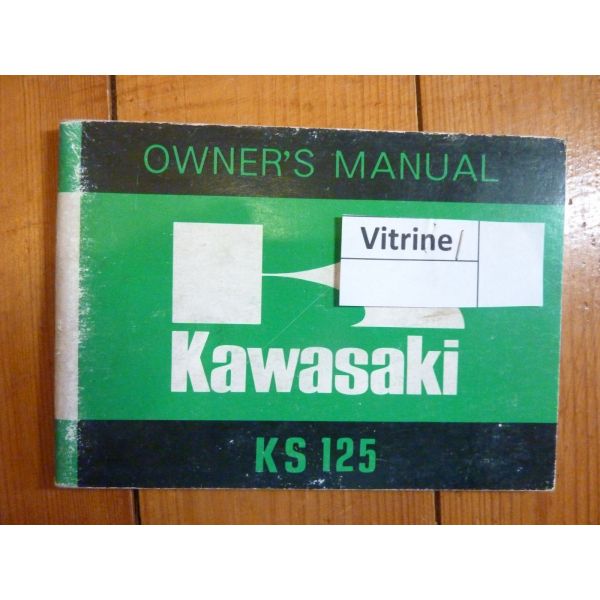 OWNER'S MANUAL
Vitrine
Kawasaki
KS 125